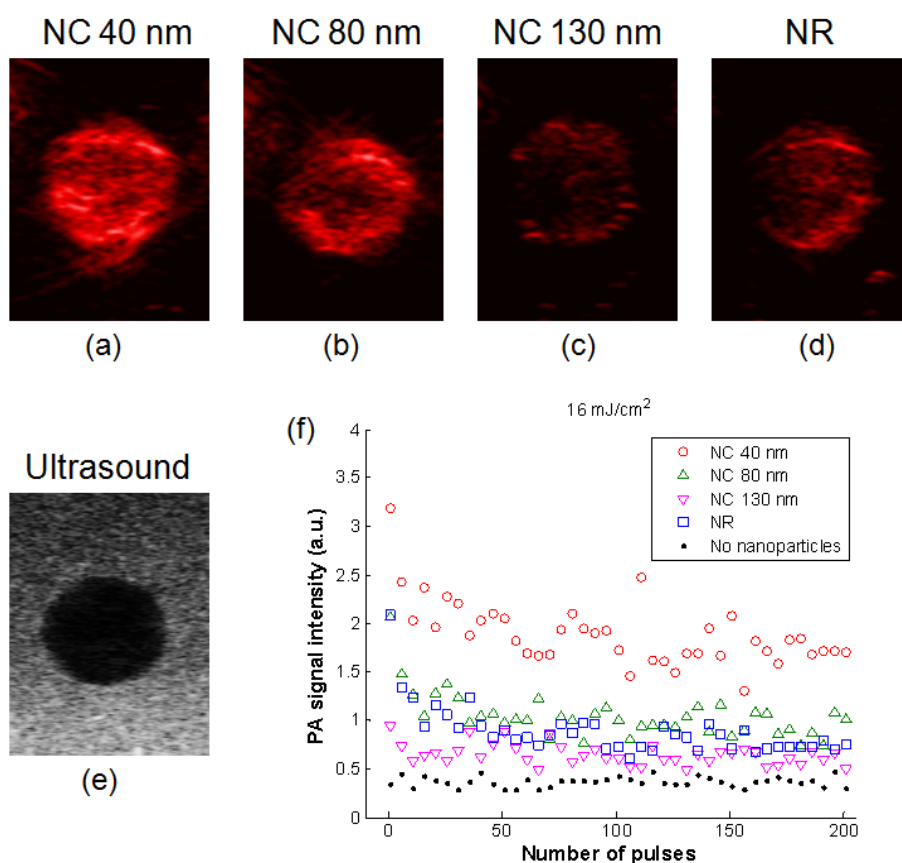 NC 40 nm
NC 80 nm
NC 130 nm
NR
(a)
(b)
(c)
(d)
Ultrasound
(e)
(f)
16 mJ/cm²
PA signal intensity (a.u.)
4
3.5
3
2.5
2
1.5
1
0.5
0
NC 40 nm
NC 80 nm
NC 130 nm
NR
No nanoparticles
0
50
100
150
200
Number of pulses